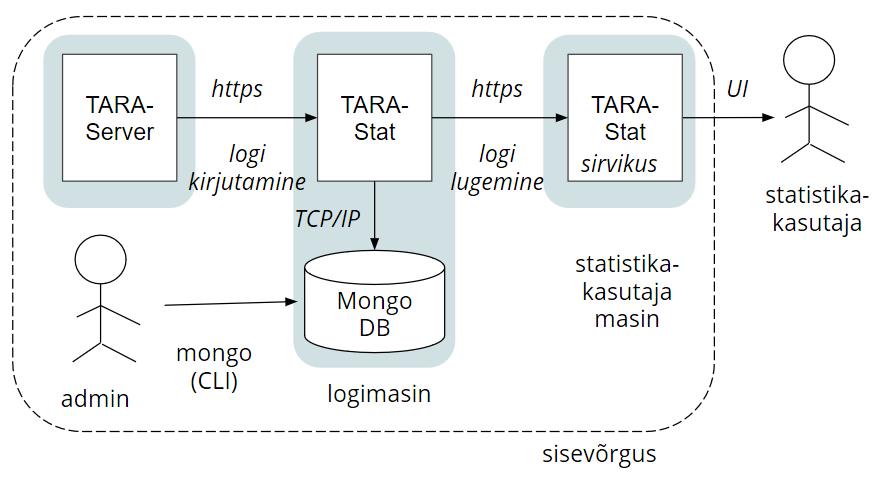 TARA-
Server
https
logi
kirjutamine
TARA-
Stat
https
logi
lugemine
TARA-
Stat
sirvikus
UI
statistika-
kasutaja
TCP/IP
Mongo
DB
statistika-
kasutaja
masin
mongo
(CLI)
admin
logimasin
sisevõrgus